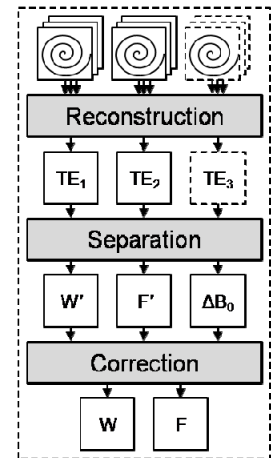 Reconstruction
TE₁ TE₂ TE₃
Separation
W' F' ΔB₀
Correction
W F